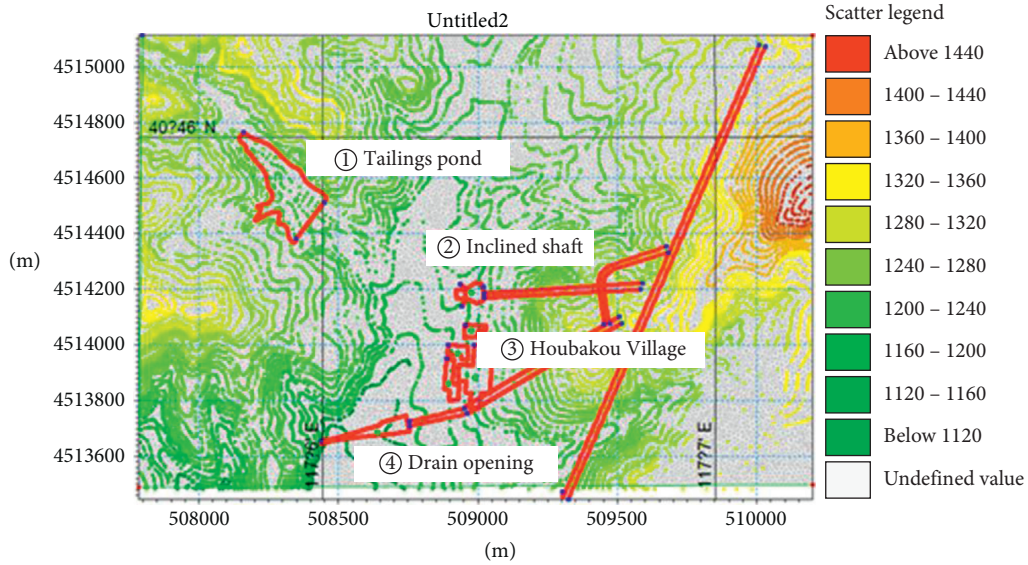 Untitled2
Scatter legend
Above 1440
1400 – 1440
1360 – 1400
1320 – 1360
1280 – 1320
1240 – 1280
1200 – 1240
1160 – 1200
1120 – 1160
Below 1120
Undefined value
4515000
4514800
4514600
4514400
4514200
4514000
4513800
4513600
(m)
40?46' N
① Tailings pond
② Inclined shaft
③ Houbakou Village
④ Drain opening
117?6' E
117?7' E
508000
508500
509000
509500
510000
(m)